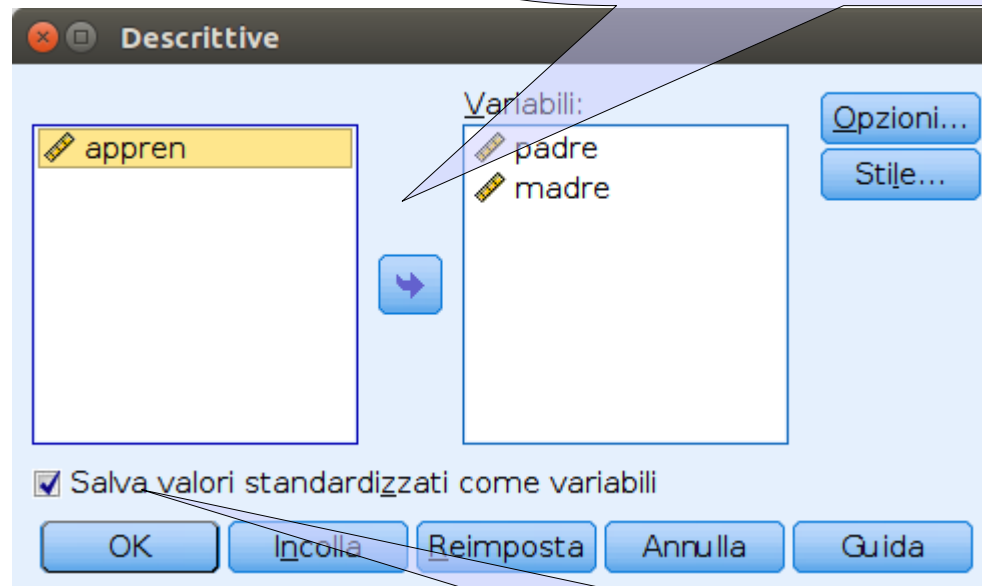 Descrittive
Variabili:
appren
padre
madre
Opzioni...
Stile...
Salva valori standardizzati come variabili
OK Incolla Reimposta Annulla Guida